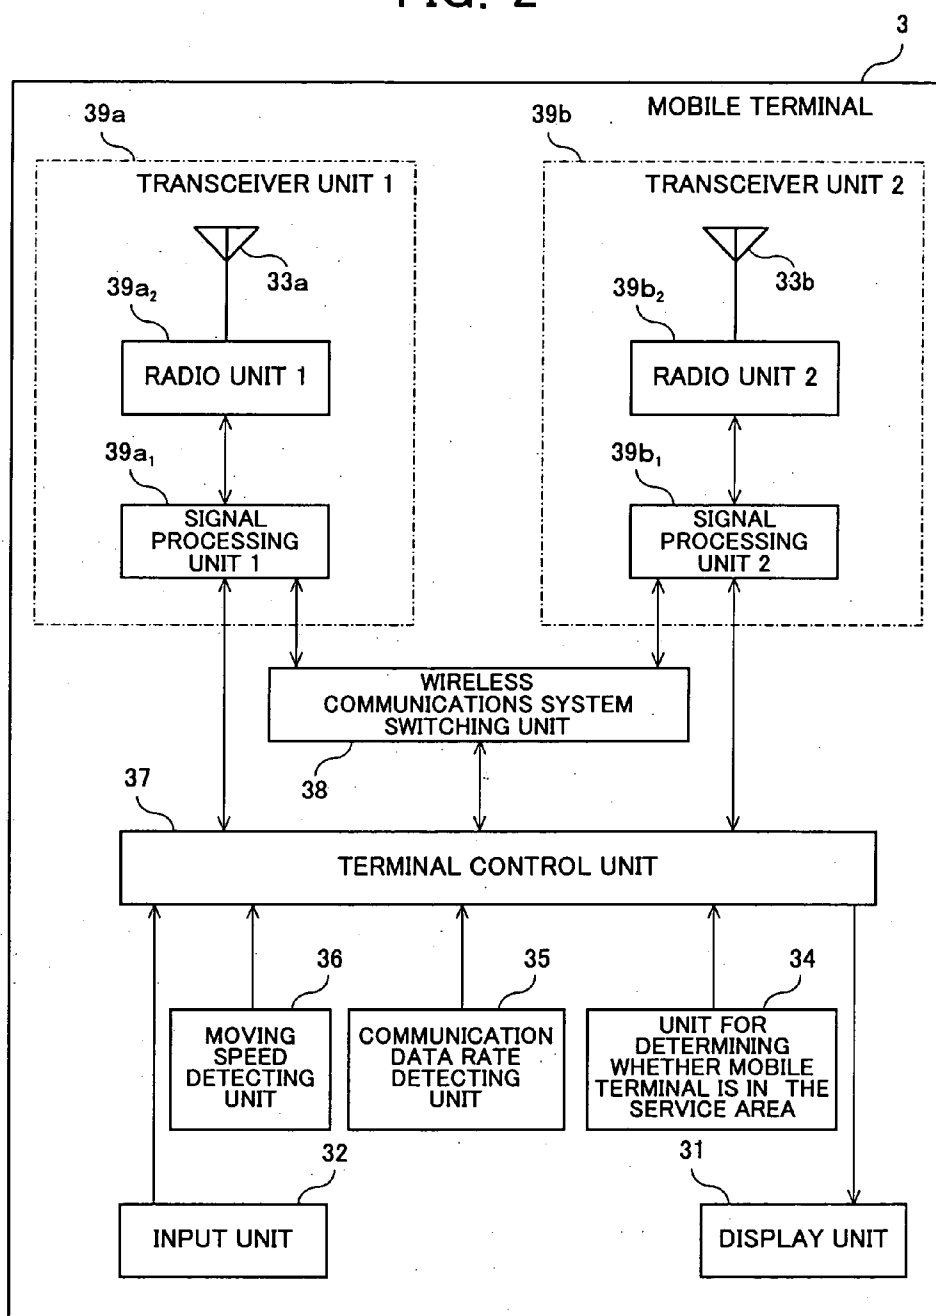 FIG. 2
3
MOBILE TERMINAL
39a
39b
TRANSCEIVER UNIT 1
TRANSCEIVER UNIT 2
33a
33b
39a₂
39b₂
RADIO UNIT 1
RADIO UNIT 2
39a₁
39b₁
SIGNAL
PROCESSING
UNIT 1
SIGNAL
PROCESSING
UNIT 2
WIRELESS
COMMUNICATIONS SYSTEM
SWITCHING UNIT
38
37
TERMINAL CONTROL UNIT
36
35
34
MOVING
SPEED
DETECTING
UNIT
COMMUNICATION
DATA RATE
DETECTING
UNIT
UNIT FOR
DETERMINING
WHETHER MOBILE
TERMINAL IS IN THE
SERVICE AREA
32
31
INPUT UNIT
DISPLAY UNIT